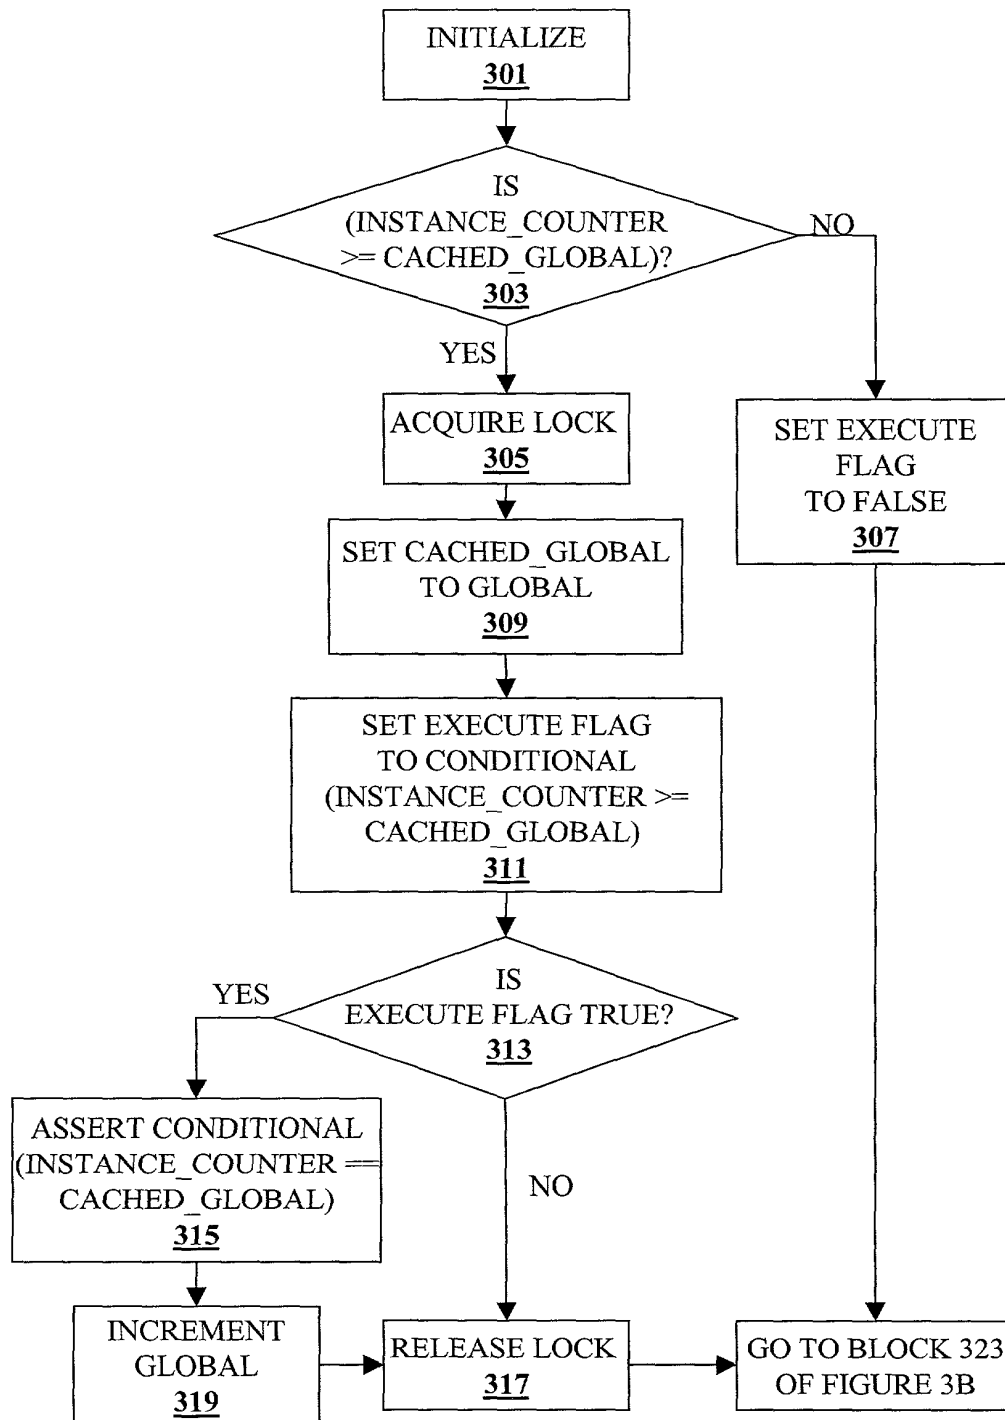 INITIALIZE
301
IS
(INSTANCE_COUNTER
>= CACHED_GLOBAL)?
303
NO
YES
ACQUIRE LOCK
305
SET EXECUTE
FLAG
TO FALSE
307
SET CACHED_GLOBAL
TO GLOBAL
309
SET EXECUTE FLAG
TO CONDITIONAL
(INSTANCE_COUNTER >=
CACHED_GLOBAL)
311
IS
EXECUTE FLAG TRUE?
313
YES
ASSERT CONDITIONAL
(INSTANCE_COUNTER ==
CACHED_GLOBAL)
315
NO
INCREMENT
GLOBAL
319
RELEASE LOCK
317
GO TO BLOCK 323
OF FIGURE 3B